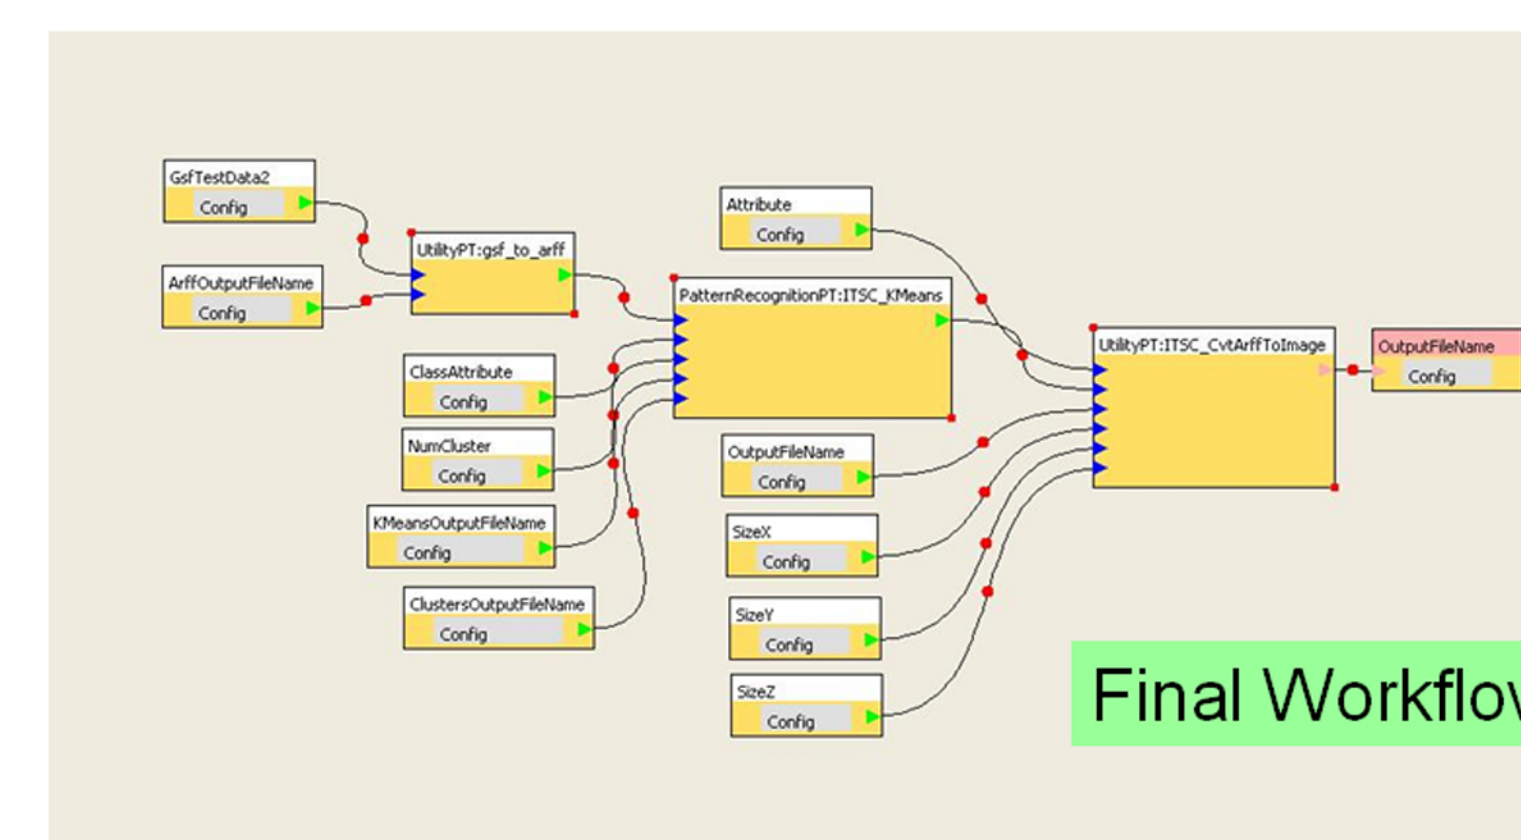 GsfTestData2
Config
ArffOutputFileName
Config
UtilityPT:gsf_to_arff
ClassAttribute
Config
NumCluster
Config
KMeansOutputFileName
Config
ClustersOutputFileName
Config
Attribute
Config
PatternRecognitionPT:ITSC_KMeans
OutputFileName
Config
SizeX
Config
SizeY
Config
SizeZ
Config
UtilityPT:ITSC_CvtArffToImage
OutputFileName
Config
Final